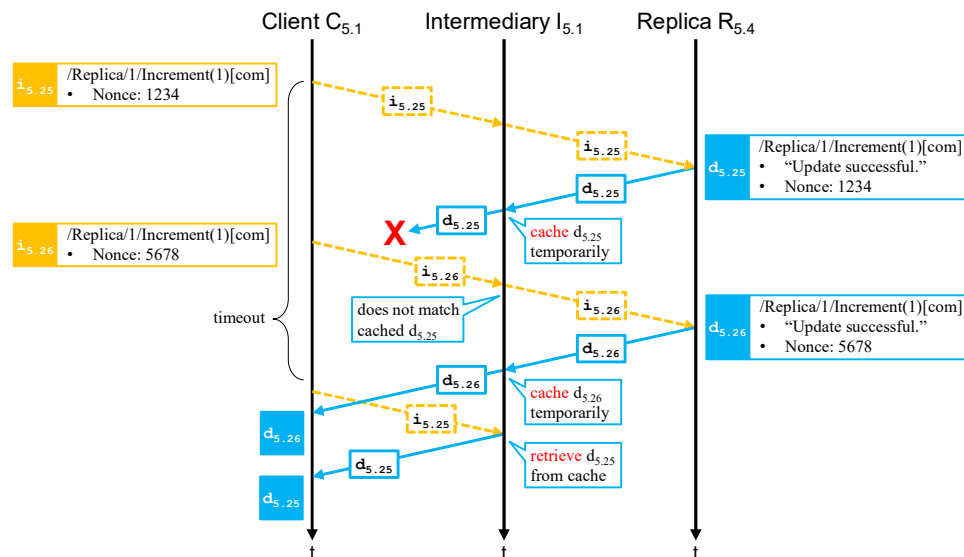 Client C5.1
Intermediary I5.1
Replica R5.4
i5.25
/Replica/1/Increment(1)[com]
• Nonce: 1234
i5.25
i5.25
d5.25
/Replica/1/Increment(1)[com]
• “Update successful.”
• Nonce: 1234
d5.25
d5.25
X
cache d5.25
temporarily
i5.26
/Replica/1/Increment(1)[com]
• Nonce: 5678
i5.26
does not match
cached d5.25
i5.26
timeout
d5.26
/Replica/1/Increment(1)[com]
• “Update successful.”
• Nonce: 5678
d5.26
d5.26
cache d5.26
temporarily
i5.25
d5.26
retrieve d5.25
from cache
d5.25
d5.25
t
t
t